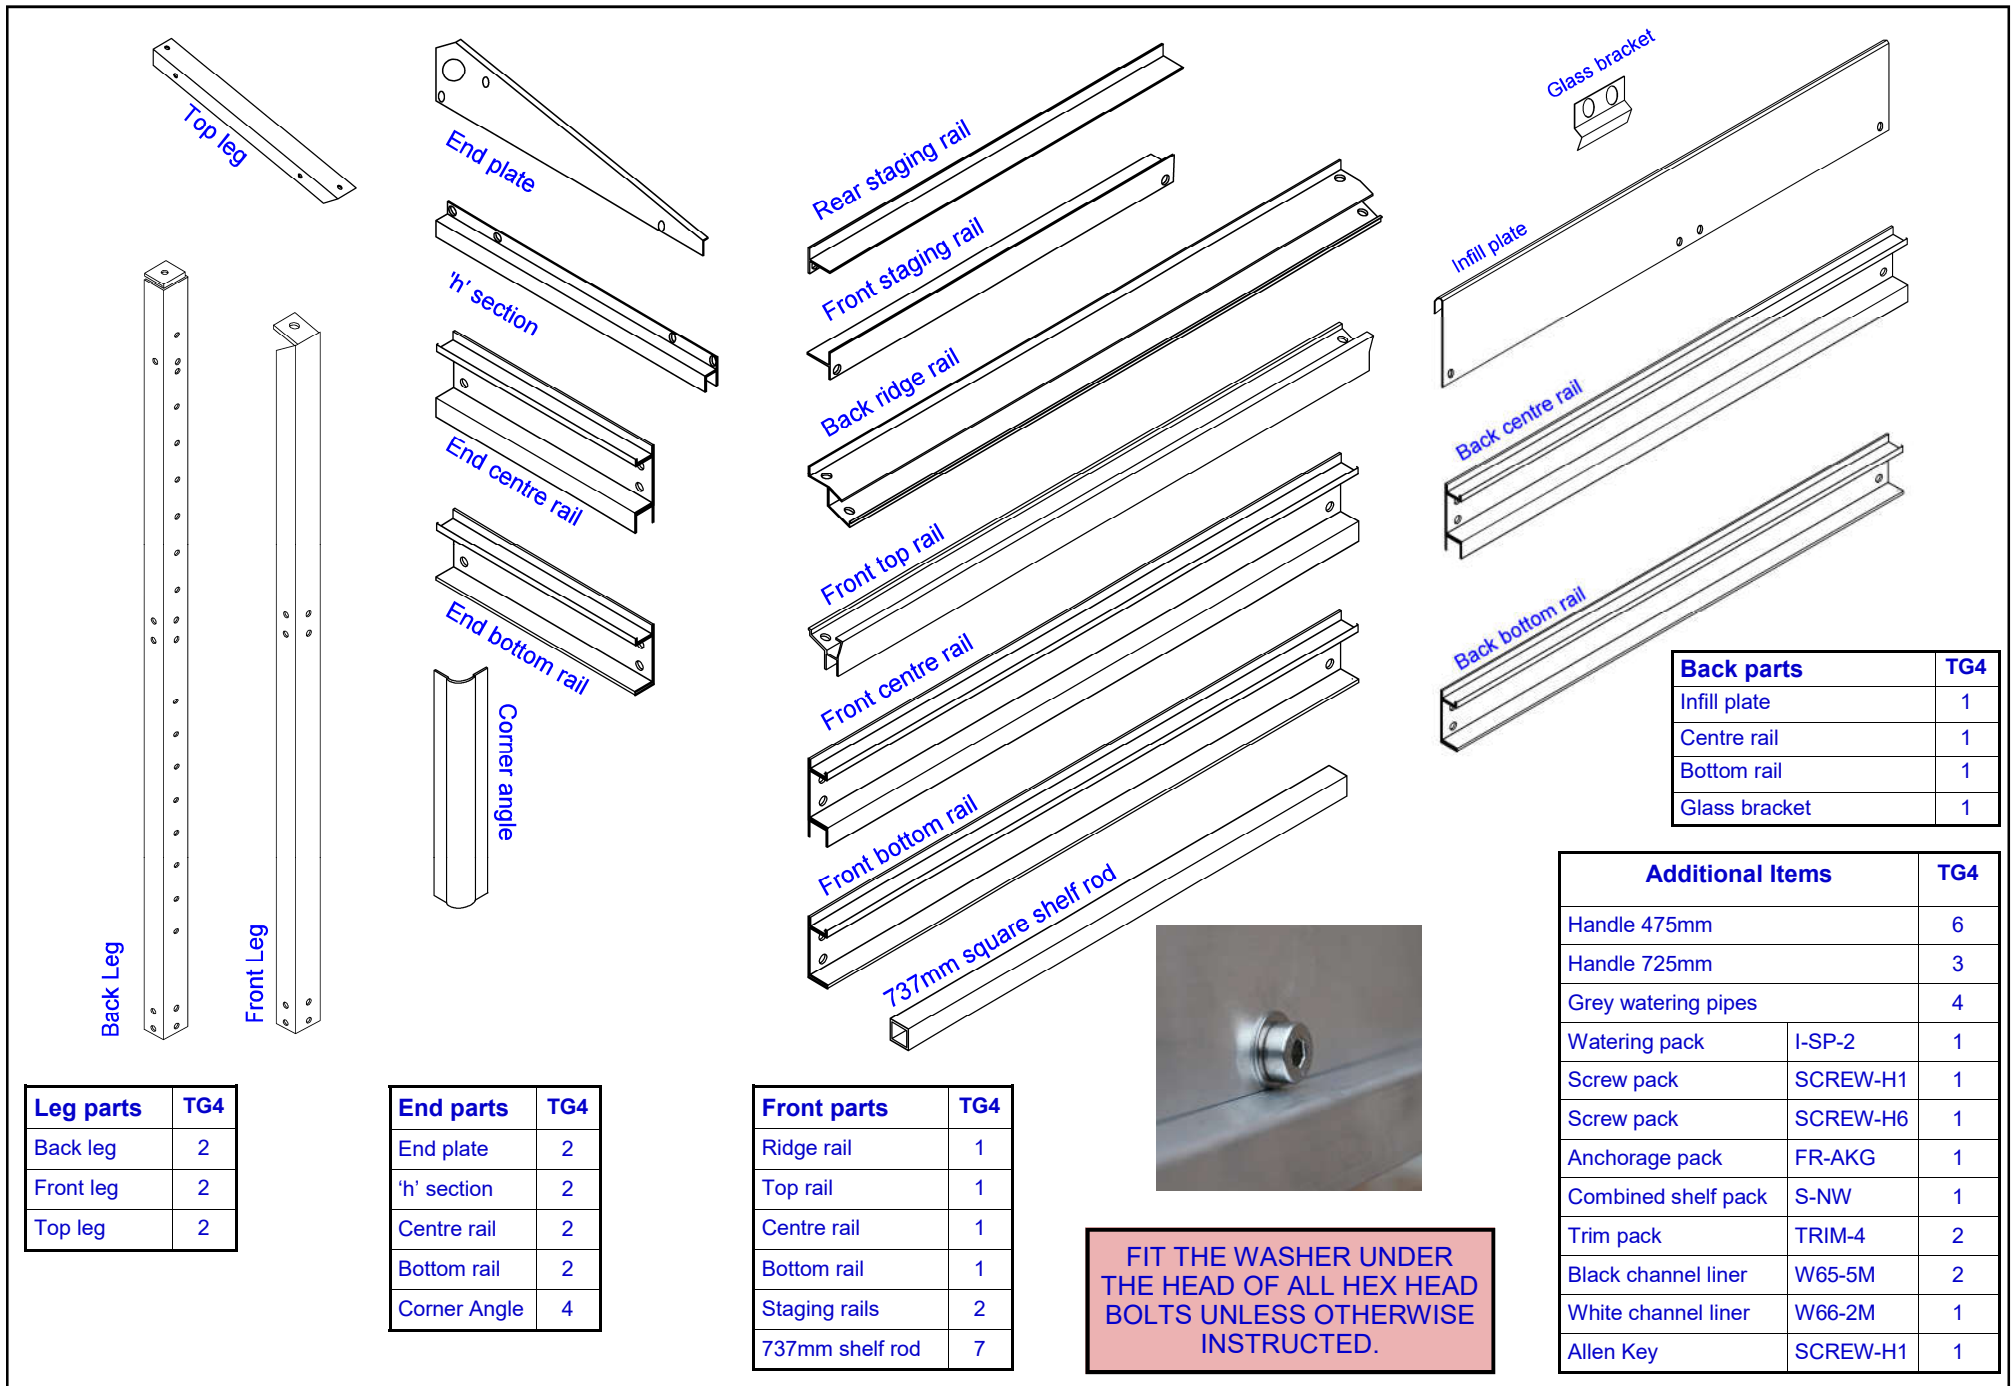 Top leg
End plate
'h' section
End centre rail
End bottom rail
Corner angle
Back Leg
Front Leg
Rear staging rail
Front staging rail
Back ridge rail
Front top rail
Front centre rail
Front bottom rail
737mm square shelf rod
Glass bracket
Infill plate
Back centre rail
Back bottom rail
Back parts TG4
Infill plate 1
Centre rail 1
Bottom rail 1
Glass bracket 1
Leg parts TG4
Back leg 2
Front leg 2
Top leg 2
End parts TG4
End plate 2
‘h’ section 2
Centre rail 2
Bottom rail 2
Corner Angle 4
Front parts TG4
Ridge rail 1
Top rail 1
Centre rail 1
Bottom rail 1
Staging rails 2
737mm shelf rod 7
FIT THE WASHER UNDER
THE HEAD OF ALL HEX HEAD
BOLTS UNLESS OTHERWISE
INSTRUCTED.
Additional Items TG4
Handle 475mm 6
Handle 725mm 3
Grey watering pipes 4
Watering pack I-SP-2 1
Screw pack SCREW-H1 1
Screw pack SCREW-H6 1
Anchorage pack FR-AKG 1
Combined shelf pack S-NW 1
Trim pack TRIM-4 2
Black channel liner W65-5M 2
White channel liner W66-2M 1
Allen Key SCREW-H1 1